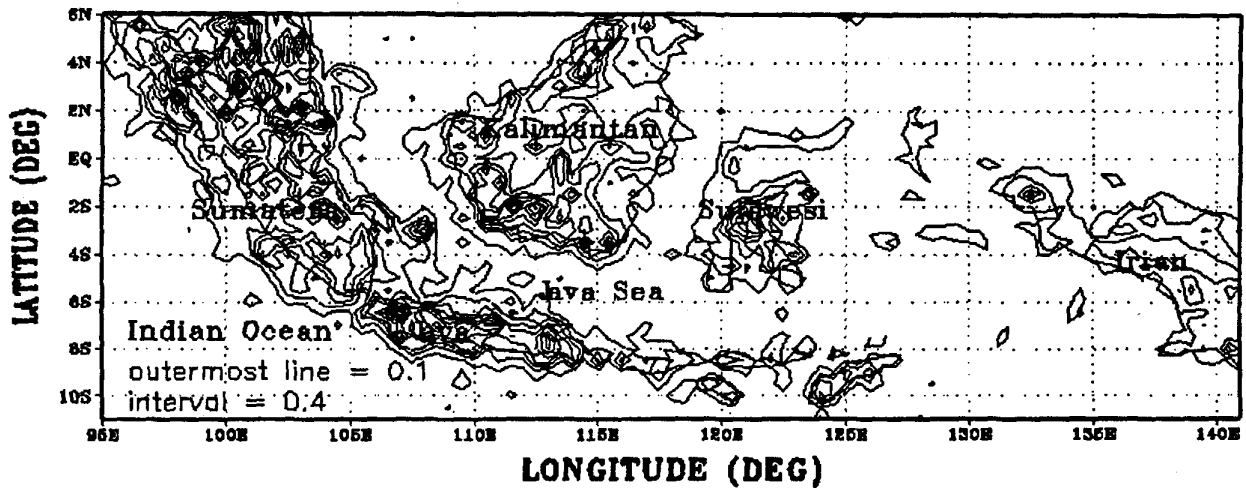 6N
4N
2N
EQ
2S
4S
6S
8S
10S
LATITUDE (DEG)
Kalimantan
Sumatera
Sulawesi
Irian
Java Sea
Java
Indian Ocean
outermost line = 0.1
interval = 0.4
95E 100E 105E 110E 115E 120E 125E 130E 135E 140E
LONGITUDE (DEG)